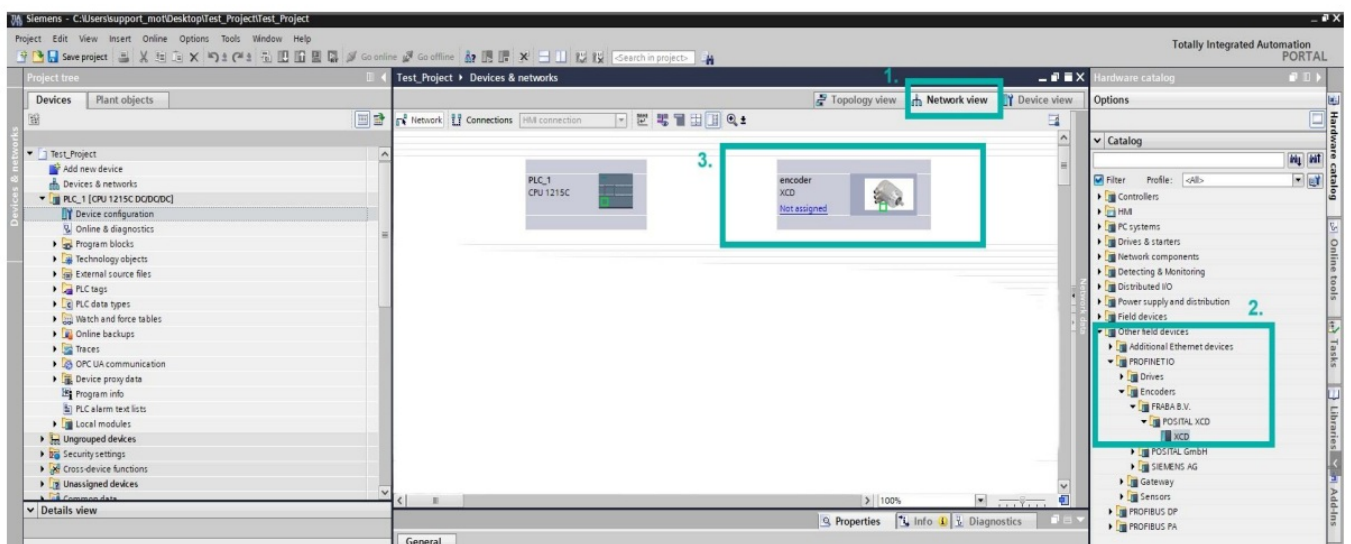 Siemens - C:\Users\support_mot\Desktop\Test_Project\Test_Project
Project Edit View Insert Online Options Tools Window Help
Totally Integrated Automation
PORTAL
Save project
Go online
Go offline
<Search in project>
Project tree
Devices
Plant objects
Devices & networks
Test_Project
Add new device
Devices & networks
PLC_1 [CPU 1215C DC/DC/DC]
Device configuration
Online & diagnostics
Program blocks
Technology objects
External source files
PLC tags
PLC data types
Watch and force tables
Online backups
Traces
OPC UA communication
Device proxy data
Program info
PLC alarm text lists
Local modules
Ungrouped devices
Security settings
Cross-device functions
Unassigned devices
Common data
Details view
Test_Project
Devices & networks
1.
Topology view
Network view
Device view
Network
Connections
HMI connection
PLC_1
CPU 1215C
3.
encoder
XCD
Not assigned
Network data
100%
Properties
Info
Diagnostics
General
Hardware catalog
Options
Catalog
Filter
Profile:
<All>
Controllers
HMI
PC systems
Drives & starters
Network components
Detecting & Monitoring
Distributed I/O
Power supply and distribution
Field devices
2.
Other field devices
Additional Ethernet devices
PROFINET IO
Drives
Encoders
FRABA B.V.
POSITAL XCD
XCD
POSITAL GmbH
SIEMENS AG
Gateway
Sensors
PROFIBUS DP
PROFIBUS PA
Hardware catalog
Online tools
Tasks
Libraries
Add-Ins